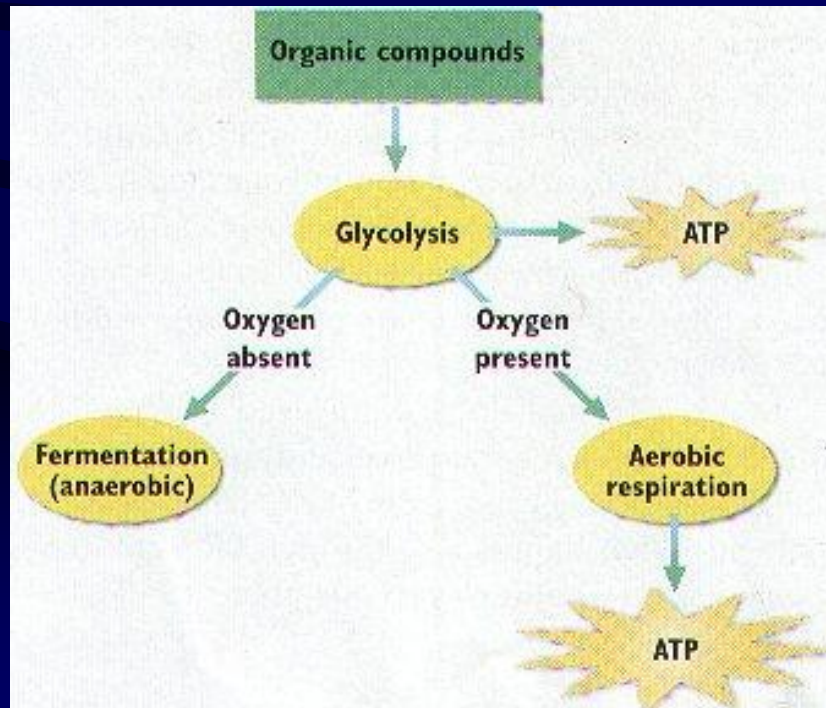 Organic compounds
Glycolysis
ATP
Oxygen
absent
Oxygen
present
Fermentation
(anaerobic)
Aerobic
respiration
ATP